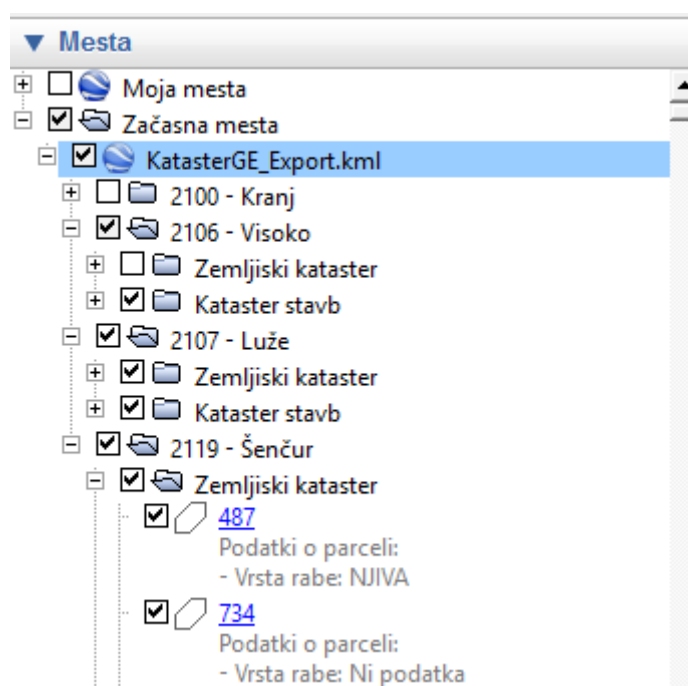 Mesta
Moja mesta
Začasna mesta
KatasterGE_Export.kml
2100 - Kranj
2106 - Visoko
Zemljiski kataster
Kataster stavb
2107 - Luže
Zemljiski kataster
Kataster stavb
2119 - Šenčur
Zemljiski kataster
487
Podatki o parceli:
- Vrsta rabe: NJIVA
734
Podatki o parceli:
- Vrsta rabe: Ni podatka